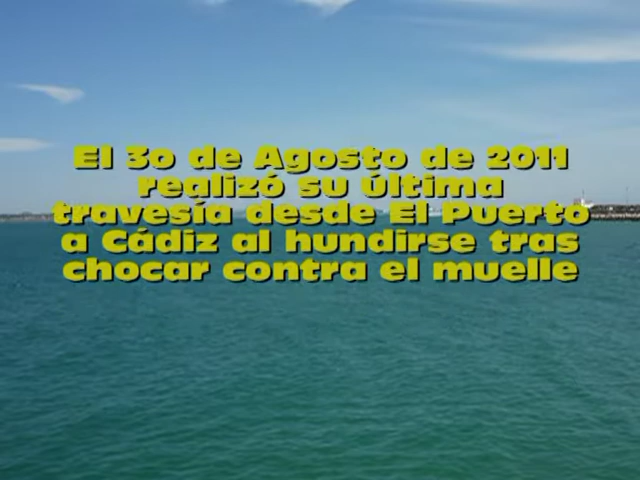 El 3o de Agosto de 2011
realizó su última
travesía desde El Puerto
a Cádiz al hundirse tras
chocar contra el muelle